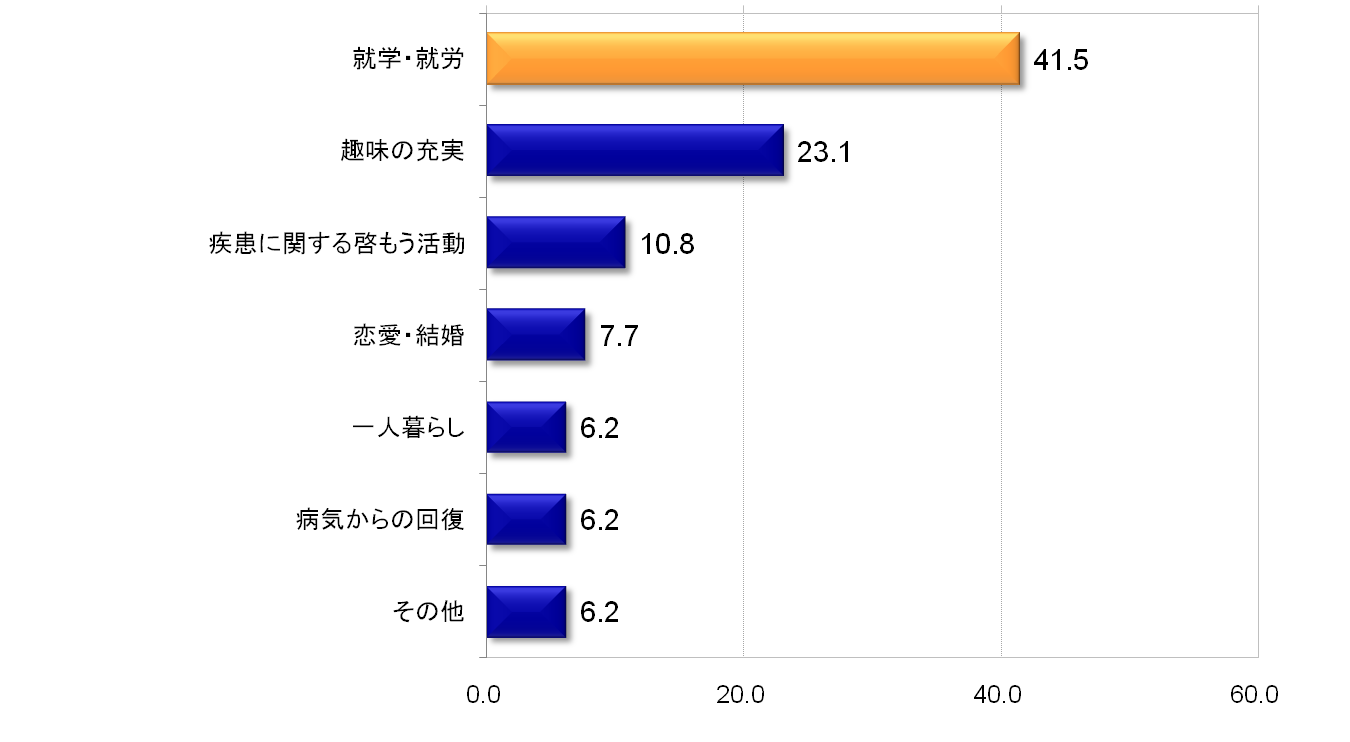 就学・就労 41.5
趣味の充実 23.1
疾患に関する啓もう活動 10.8
恋愛・結婚 7.7
一人暮らし 6.2
病気からの回復 6.2
その他 6.2
0.0 20.0 40.0 60.0